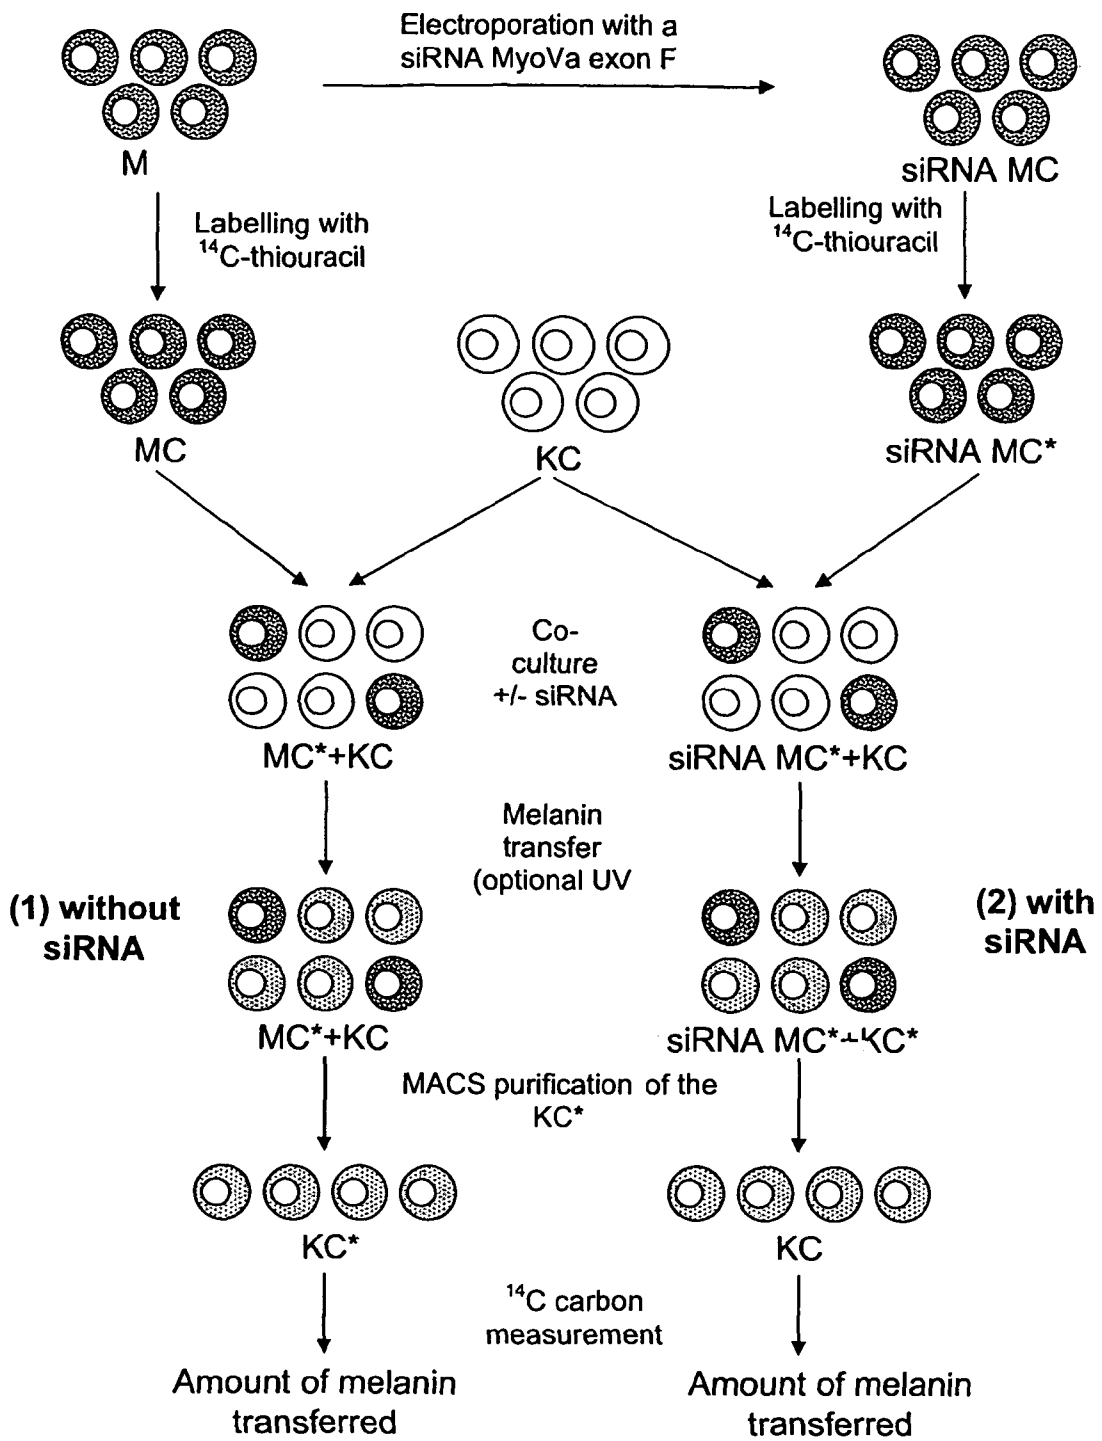 Electroporation with a
siRNA MyoVa exon F
M
siRNA MC
Labelling with
¹⁴C-thiouracil
Labelling with
¹⁴C-thiouracil
MC
KC
siRNA MC*
Co-
culture
+/- siRNA
MC*+KC
siRNA MC*+KC
Melanin
transfer
(optional UV
(1) without
siRNA
(2) with
siRNA
MC*+KC
siRNA MC*+KC*
MACS purification of the
KC*
KC*
KC
¹⁴C carbon
measurement
Amount of melanin
transferred
Amount of melanin
transferred